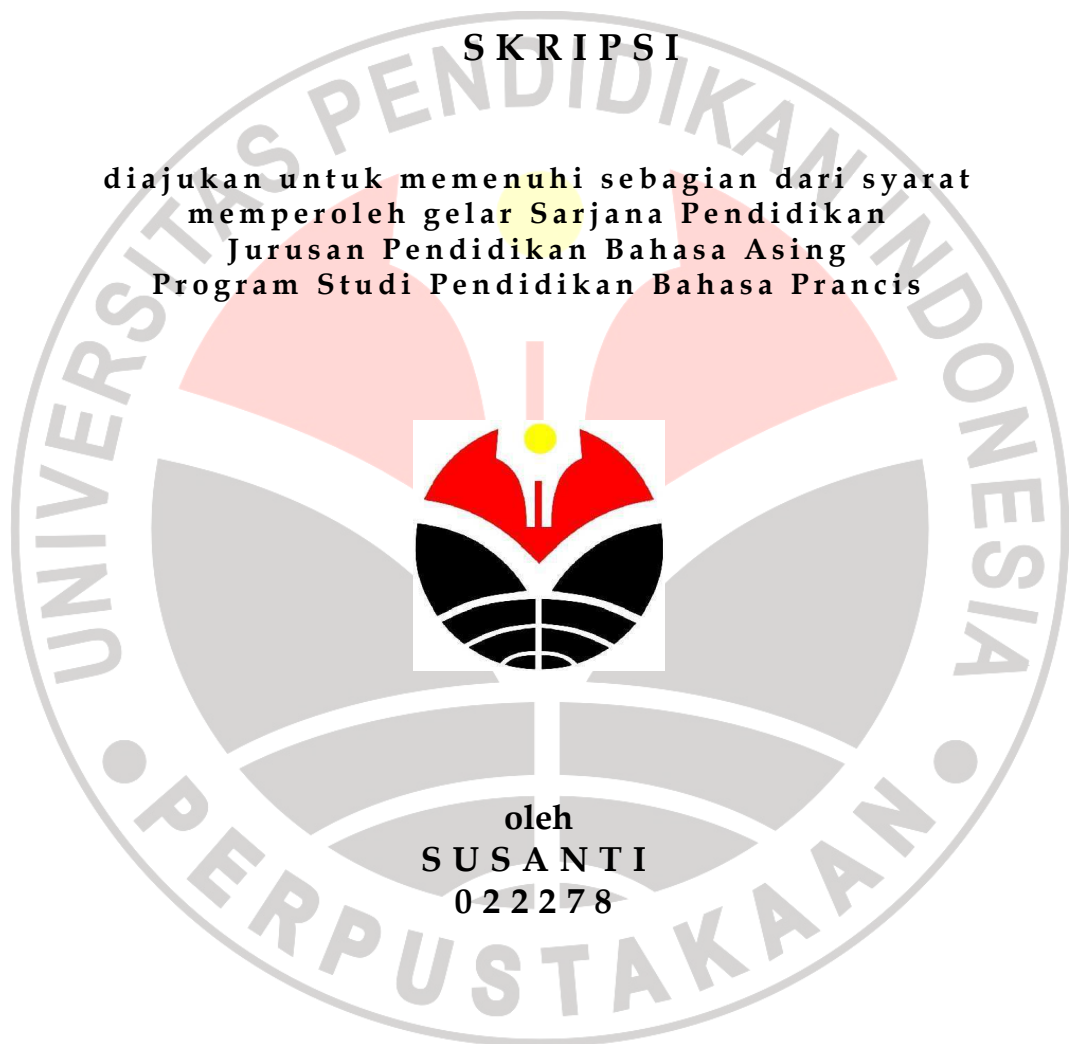 SKRIPSI
diajukan untuk memenuhi sebagian dari syarat
memperoleh gelar Sarjana Pendidikan
Jurusan Pendidikan Bahasa Asing
Program Studi Pendidikan Bahasa Prancis
oleh
SUSANTI
022278
UNIVERSITAS PENDIDIKAN INDONESIA
PERPUSTAKAAN